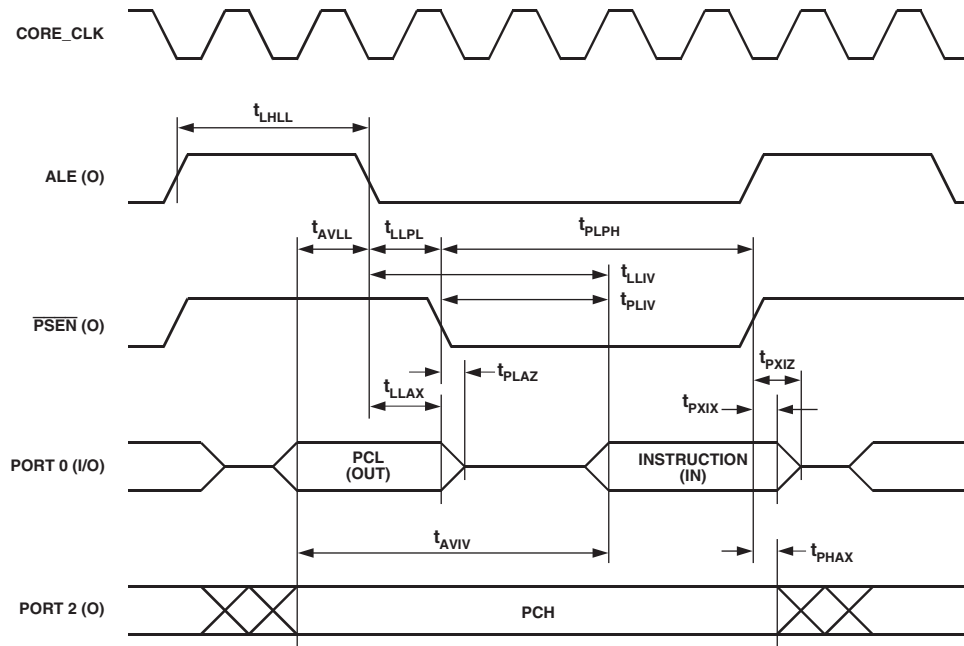 CORE_CLK
tLHLL
ALE (O)
tAVLL
tLLPL
tPLPH
tLLIV
tPLIV
PSEN (O)
tPXIZ
tPLAZ
tLLAX
tPXIX
PORT 0 (I/O)
PCL
(OUT)
INSTRUCTION
(IN)
tAVIV
tPHAX
PORT 2 (O)
PCH